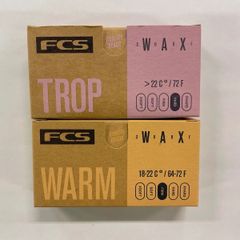 FCS
WAX
TROP
> 22 C° / 72 F
FCS
WAX
WARM
18-22 C° / 64-72 F